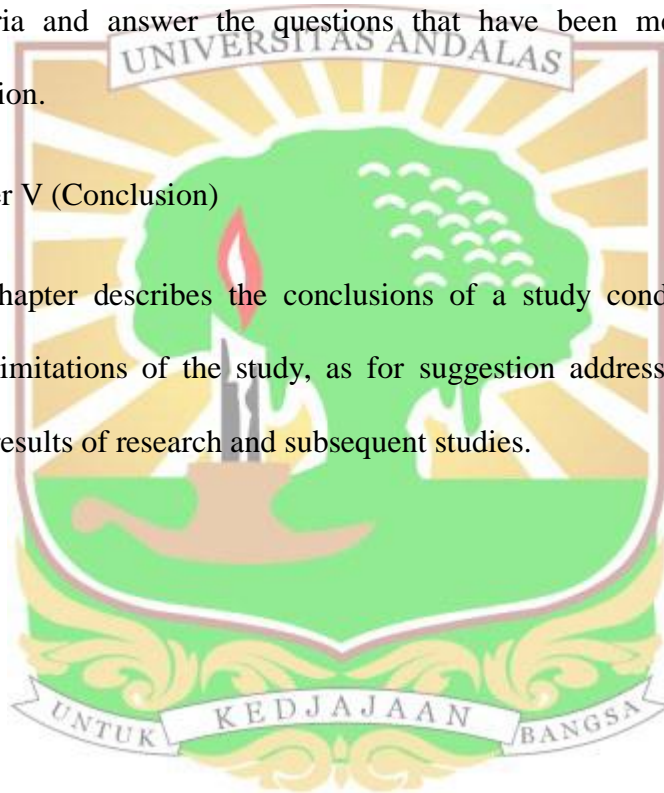 ria and answer the questions that have been me
UNIVERSITAS ANDALAS
ion.
er V (Conclusion)
hapter describes the conclusions of a study cond
imitations of the study, as for suggestion address
results of research and subsequent studies.
UNTUK KEDJAJAAN BANGSA